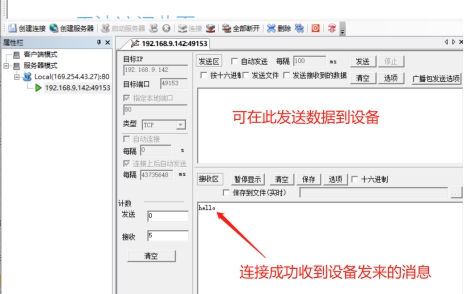 创建连接 创建服务器 启动服务器 连接 全部断开 删除
属性栏
客户端模式
服务器模式
Local(169.254.43.27):80
192.168.9.142:49153
192.168.9.142:49153
目标IP
192.168.9.142
目标端口 49153
指定本地端口
80
类型 TCP
自动连接
每隔 0 s
连接上后自动发送
每隔 43735648 ms
计数
发送 0
接收 5
清空
发送区 自动发送 每隔 100 ms 发送 停止
按十六进制 发送文件 发送接收到的数据 清空 选项 广播包发送选项
可在此发送数据到设备
接收区 暂停显示 清空 保存 选项 十六进制
保存到文件(实时)
hello
连接成功收到设备发来的消息